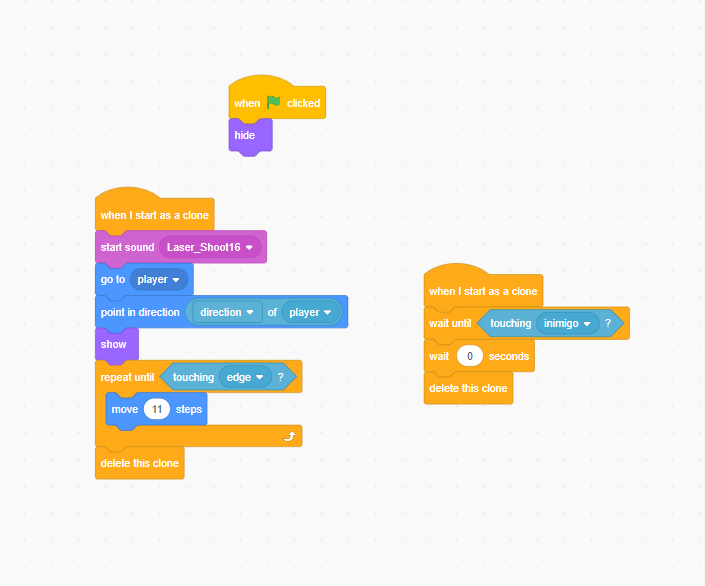 when clicked
hide
when I start as a clone
start sound Laser_Shoot16
go to player
point in direction direction of player
show
repeat until touching edge ?
move 11 steps
delete this clone
when I start as a clone
wait until touching inimigo ?
wait 0 seconds
delete this clone